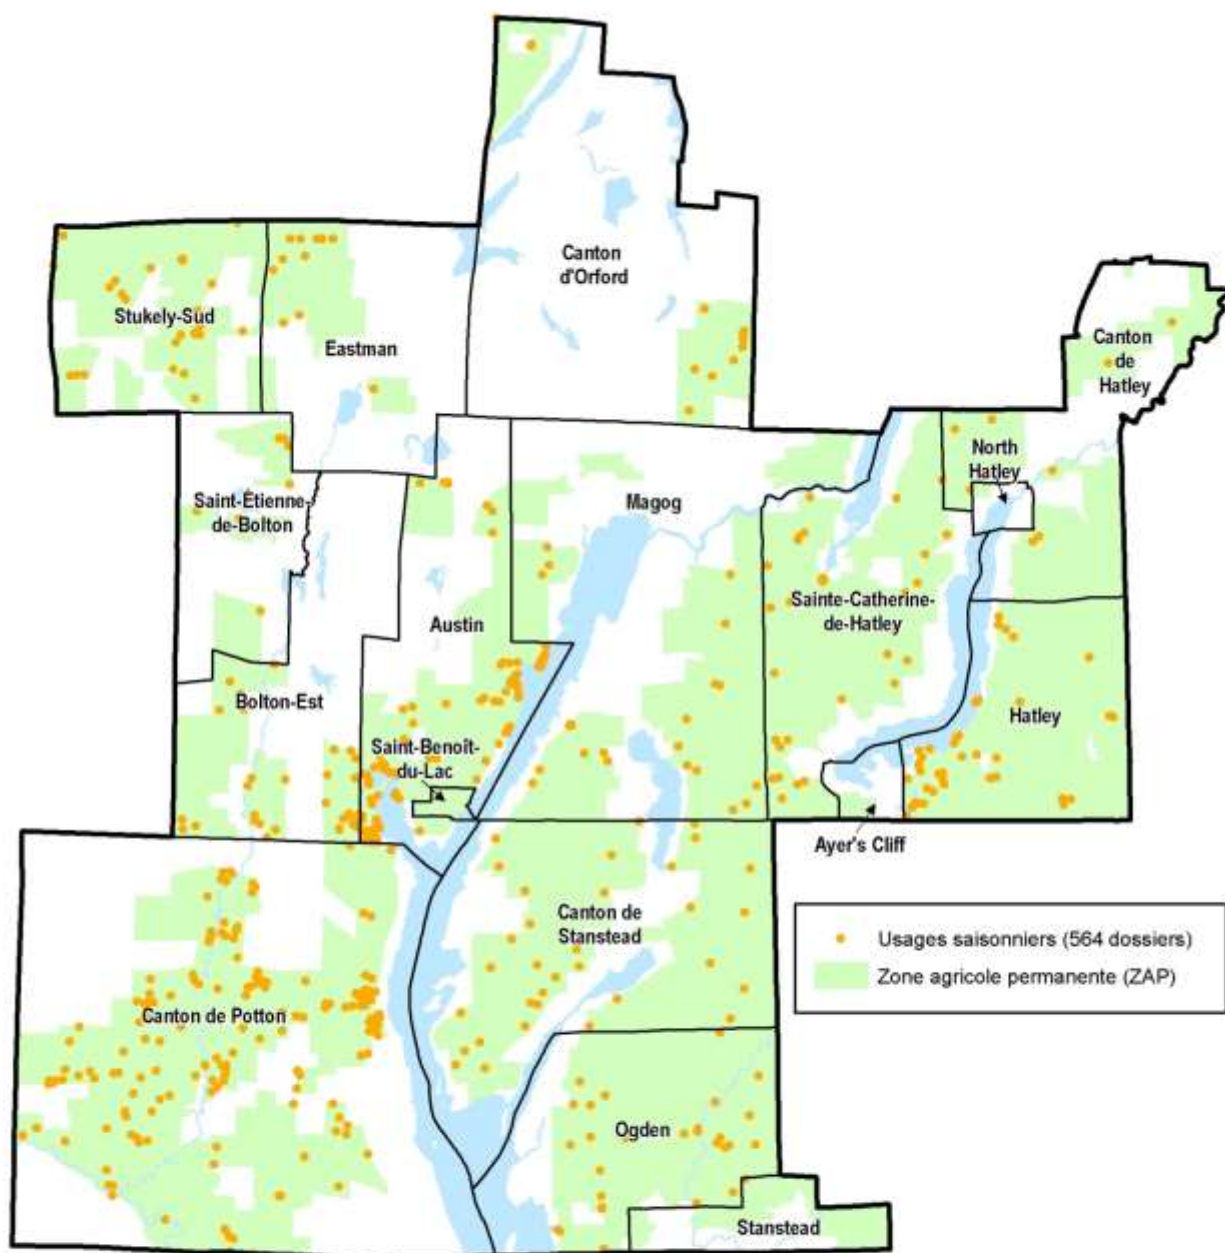 Canton
d'Orford
Stukely-Sud
Eastman
Canton
de
Hatley
North
Hatley
Saint-Étienne-
de-Bolton
Magog
Sainte-Catherine-
de-Hatley
Austin
Bolton-Est
Hatley
Saint-Benoît-
du-Lac
Ayer's Cliff
Canton de
Stanstead
Usages saisonniers (564 dossiers)
Zone agricole permanente (ZAP)
Canton de Potton
Ogden
Stanstead